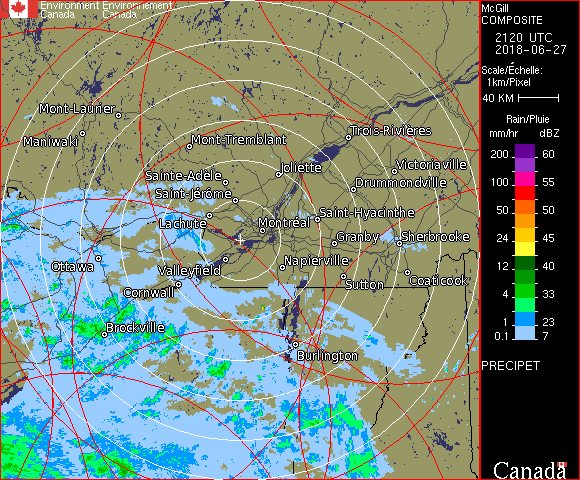 Environment Environnement
Canada Canada
McGill
COMPOSITE
2120 UTC
2018-06-27
Scale/Échelle:
1km/Pixel
40 KM
Rain/Pluie
mm/hr dBZ
200 60
100 55
50 50
24 45
12 40
4 33
1 23
0.1 7
PRECIPET
Canada
Mont-Laurier
Maniwaki
Mont-Tremblant
Trois-Rivières
Joliette
Victoriaville
Sainte-Adèle
Drummondville
Saint-Jérôme
Saint-Hyacinthe
Lachute
Montréal
Granby
Sherbrooke
Ottawa
Valleyfield
Napierville
Sutton
Coaticook
Cornwall
Brockville
Burlington